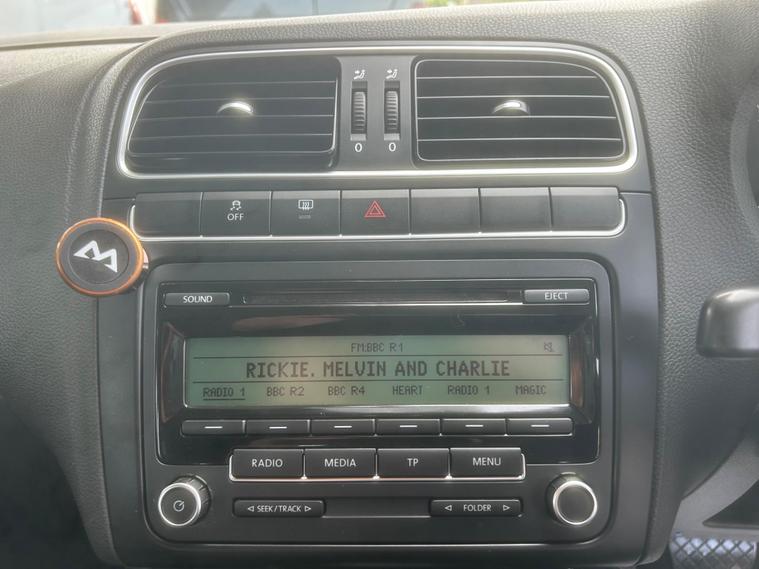 0 0
OFF
SOUND EJECT
FM:BBC R1
RICKIE, MELVIN AND CHARLIE
RADIO 1 BBC R2 BBC R4 HEART RADIO 1 MAGIC
RADIO MEDIA TP MENU
SEEK/TRACK FOLDER